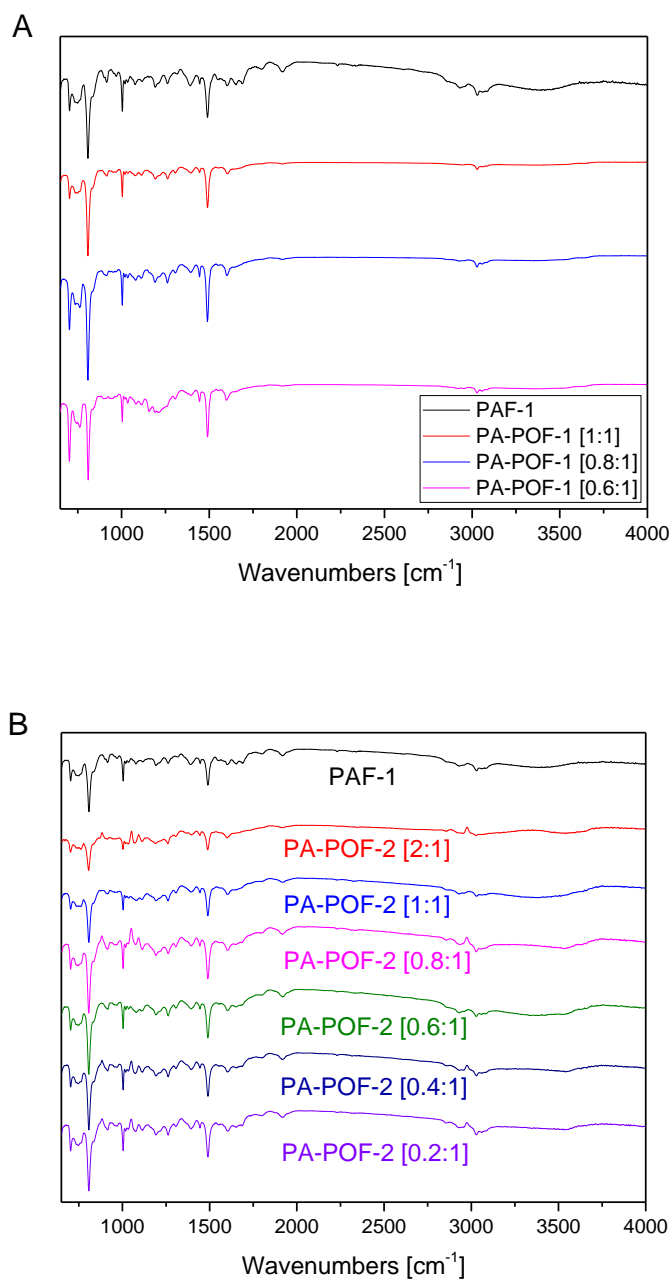 A
PAF-1
PA-POF-1 [1:1]
PA-POF-1 [0.8:1]
PA-POF-1 [0.6:1]
1000 1500 2000 2500 3000 3500 4000
Wavenumbers [cm⁻¹]
B
PAF-1
PA-POF-2 [2:1]
PA-POF-2 [1:1]
PA-POF-2 [0.8:1]
PA-POF-2 [0.6:1]
PA-POF-2 [0.4:1]
PA-POF-2 [0.2:1]
1000 1500 2000 2500 3000 3500 4000
Wavenumbers [cm⁻¹]